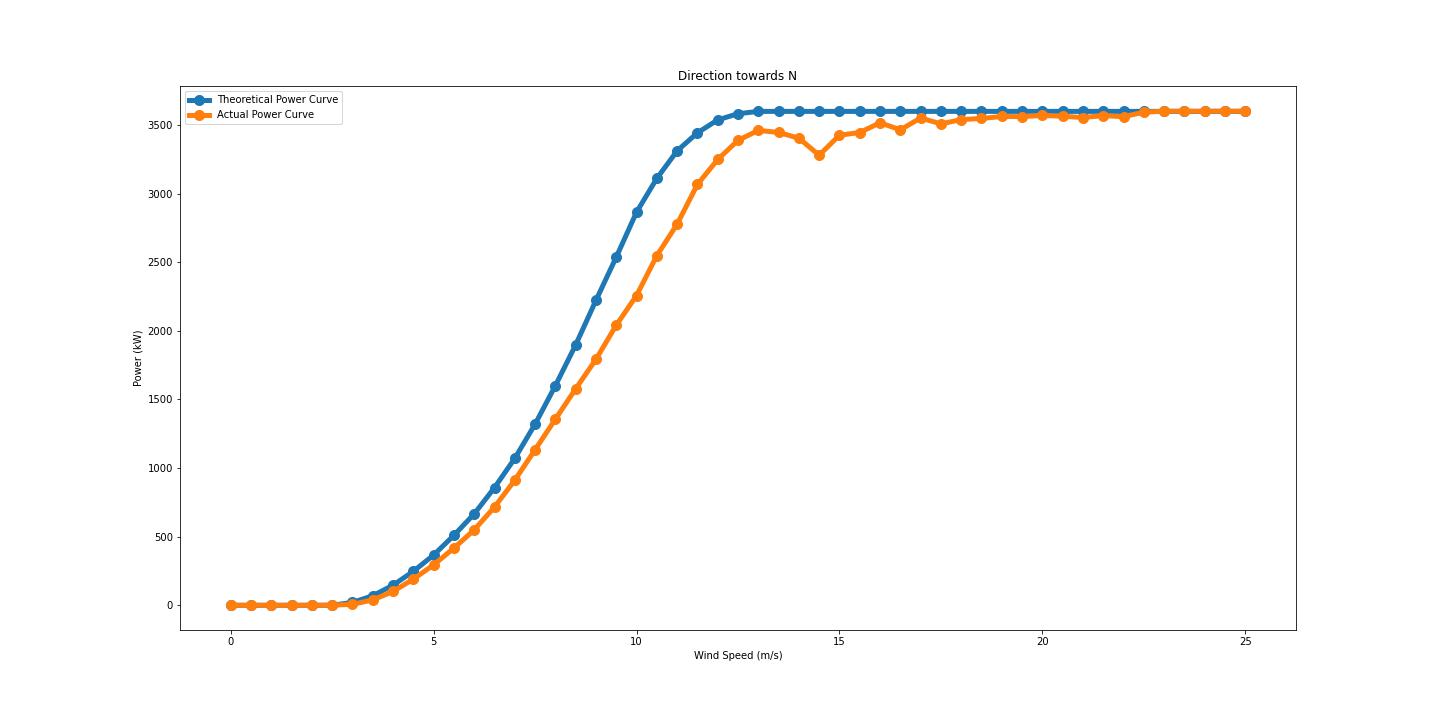 Direction towards N
Theoretical Power Curve
Actual Power Curve
3500
3000
2500
2000
1500
1000
500
0
Power (kW)
0 5 10 15 20 25
Wind Speed (m/s)